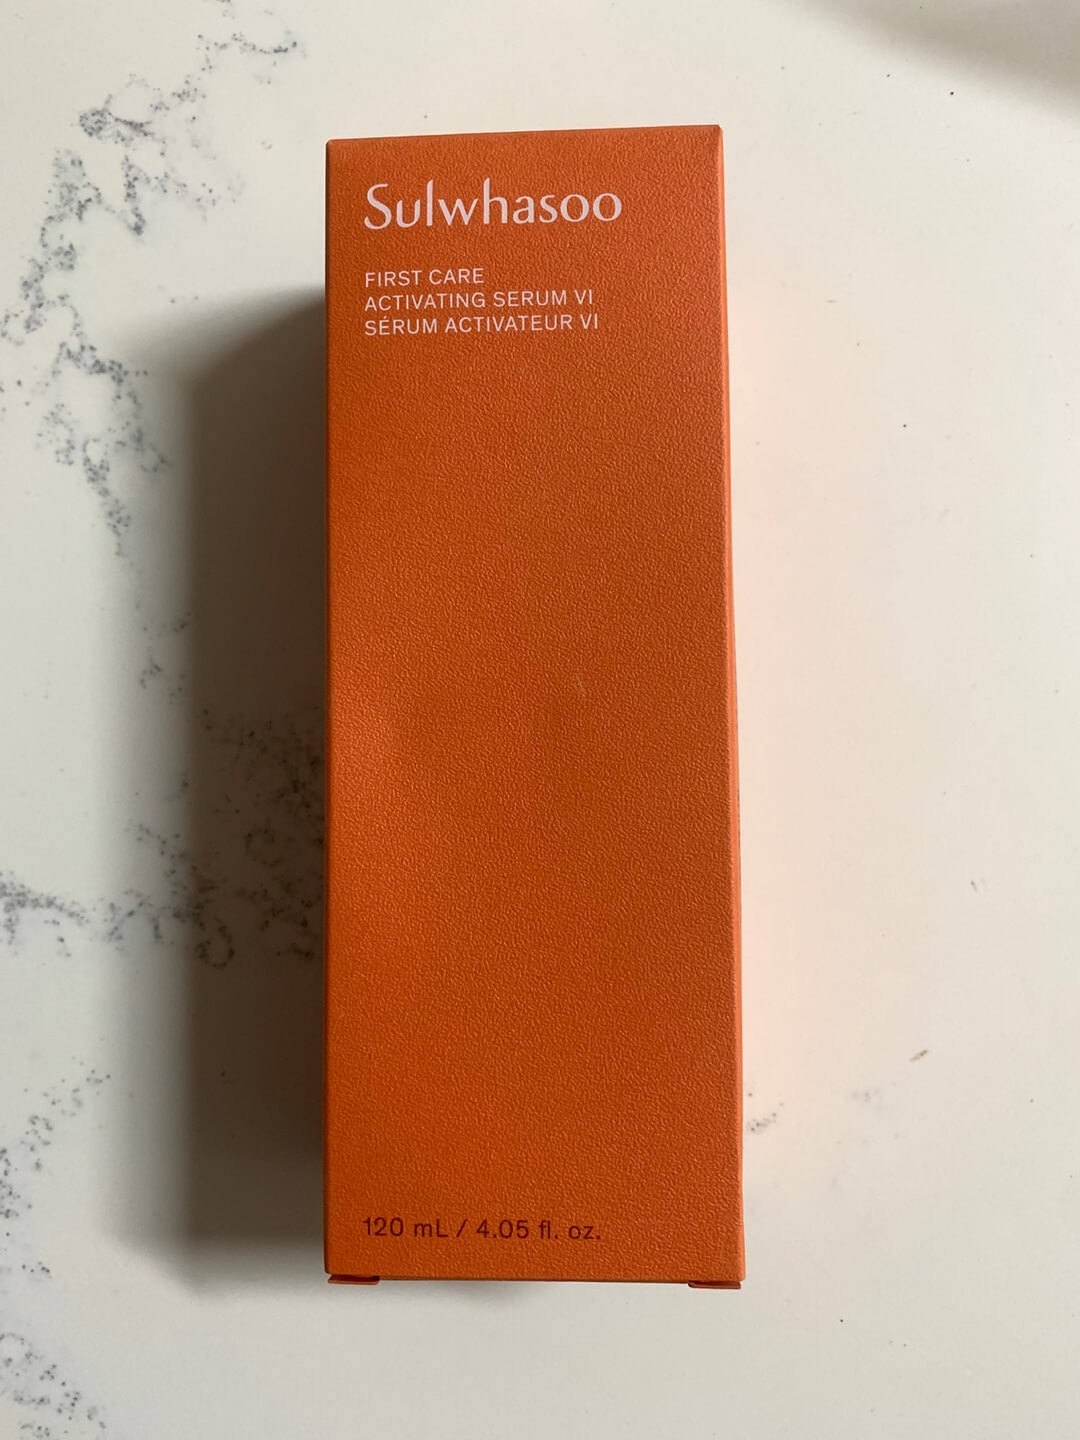 Sulwhasoo
FIRST CARE
ACTIVATING SERUM VI
SÉRUM ACTIVATEUR VI
120 mL / 4.05 fl. oz.